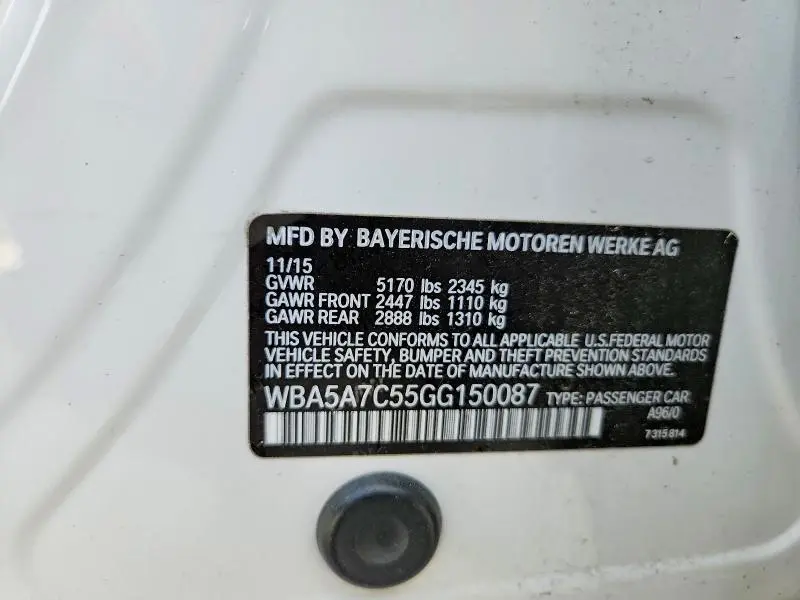 MFD BY BAYERISCHE MOTOREN WERKE AG
11/15
GVWR 5170 lbs 2345 kg
GAWR FRONT 2447 lbs 1110 kg
GAWR REAR 2888 lbs 1310 kg
THIS VEHICLE CONFORMS TO ALL APPLICABLE U.S.FEDERAL MOTOR
VEHICLE SAFETY, BUMPER AND THEFT PREVENTION STANDARDS
IN EFFECT ON THE DATE OF MANUFACTURE SHOWN ABOVE.
WBA5A7C55GG150087 TYPE: PASSENGER CAR
A96/0
7315814